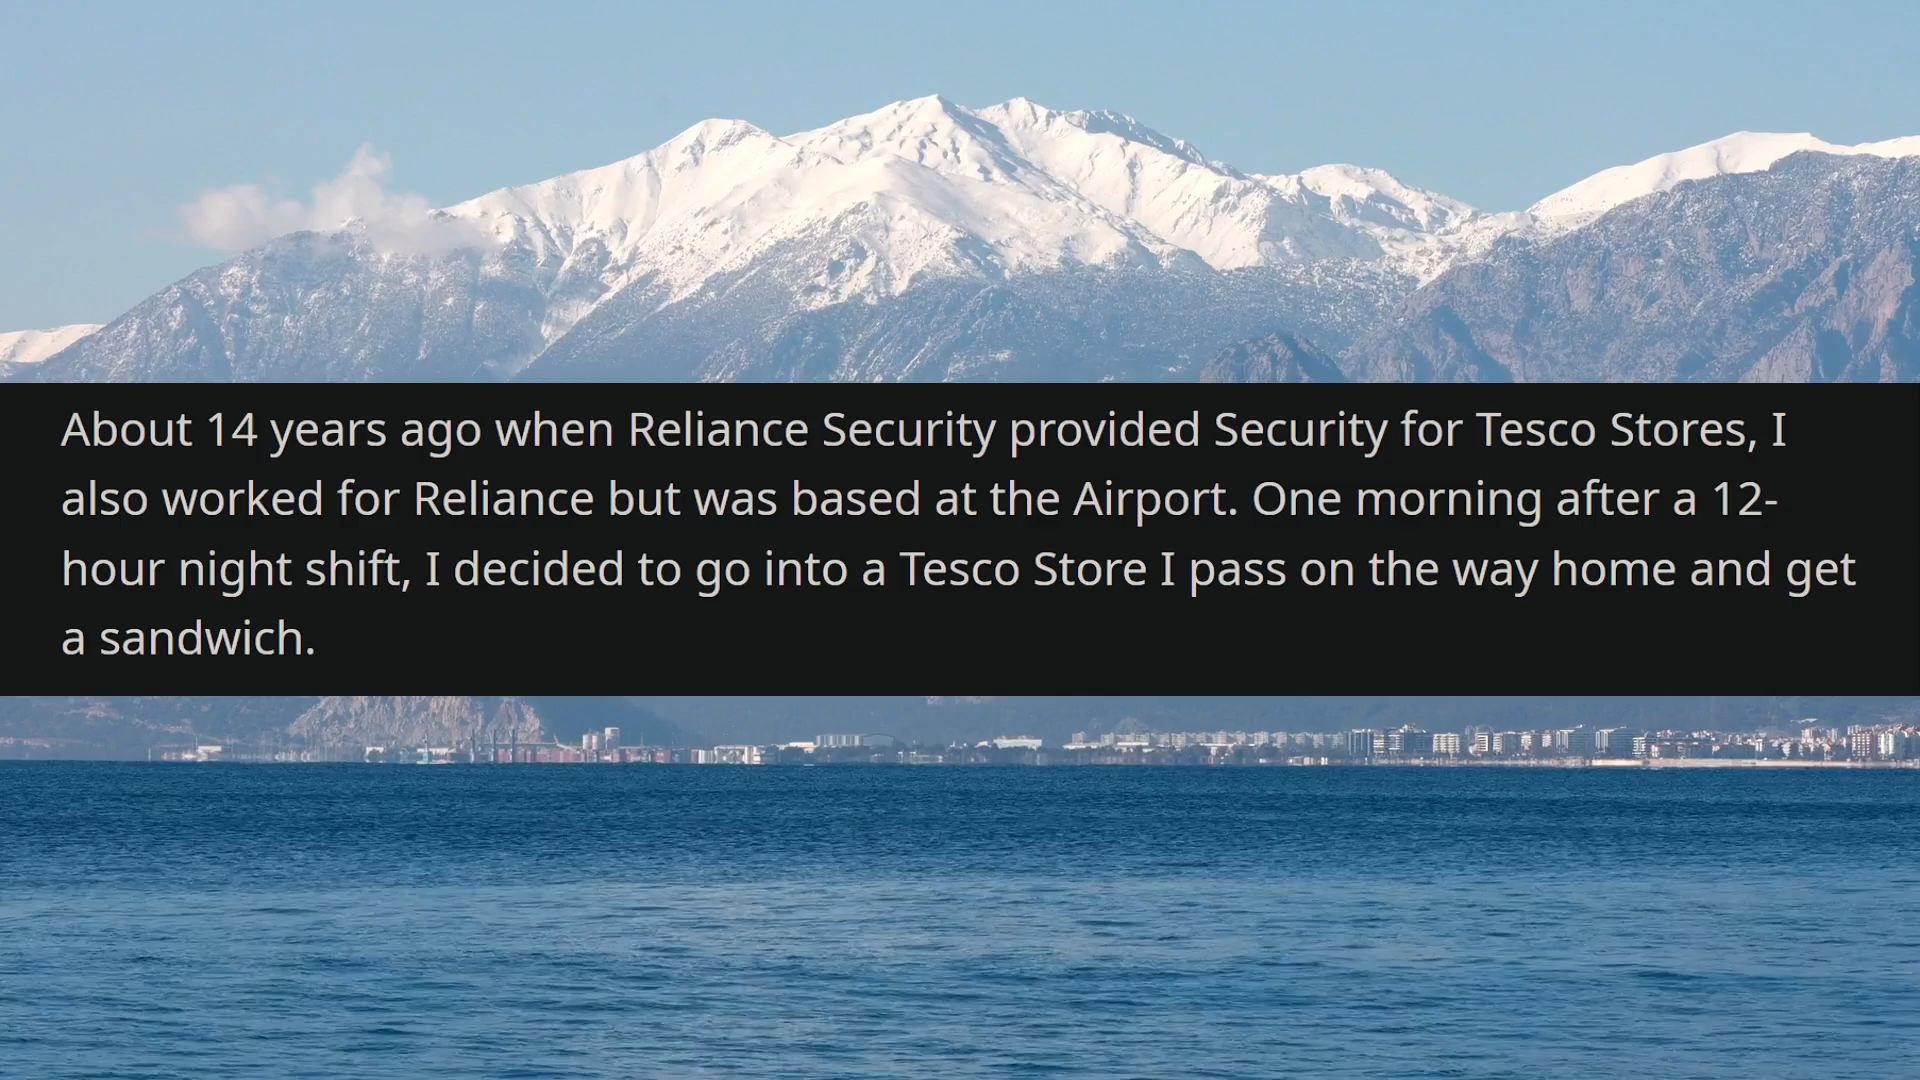 About 14 years ago when Reliance Security provided Security for Tesco Stores, I
also worked for Reliance but was based at the Airport. One morning after a 12-
hour night shift, I decided to go into a Tesco Store I pass on the way home and get
a sandwich.